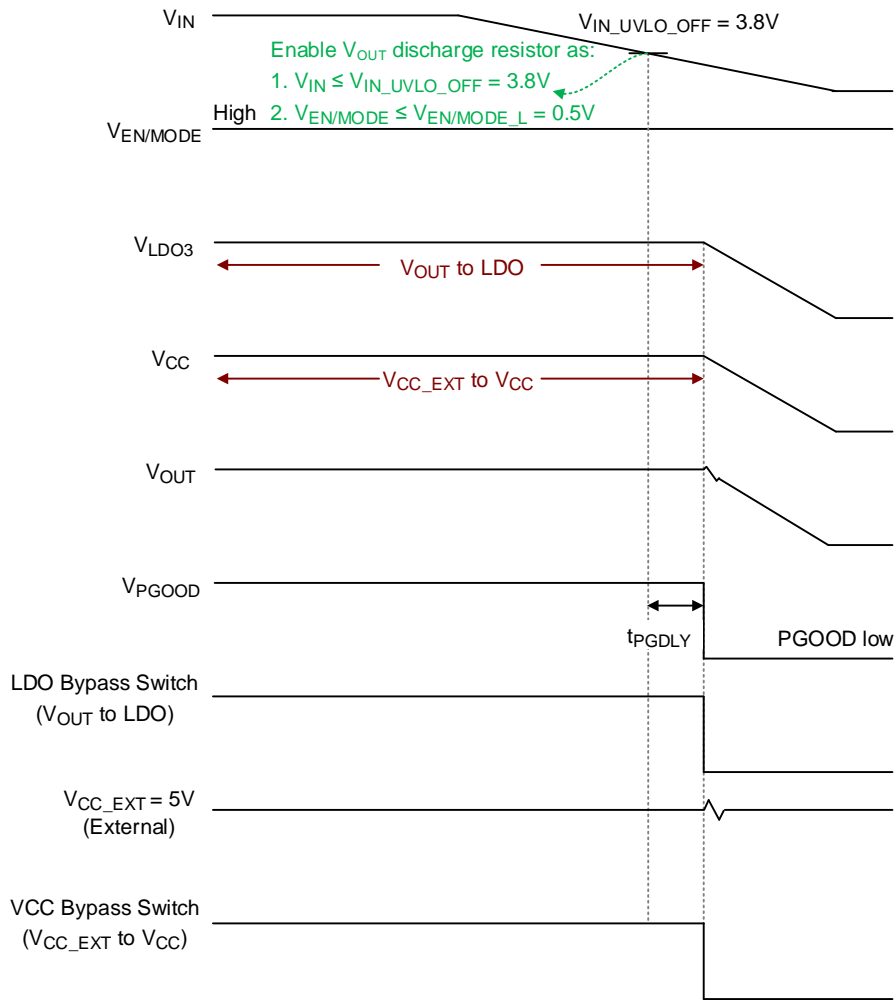 VIN
VIN_UVLO_OFF = 3.8V
Enable VOUT discharge resistor as:
1. VIN ≤ VIN_UVLO_OFF = 3.8V
High
2. VEN/MODE ≤ VEN/MODE_L = 0.5V
VEN/MODE
VLDO3
VOUT to LDO
VCC
VCC_EXT to VCC
VOUT
VPGOOD
tPGDLY
PGOOD low
LDO Bypass Switch
(VOUT to LDO)
VCC_EXT = 5V
(External)
VCC Bypass Switch
(VCC_EXT to VCC)